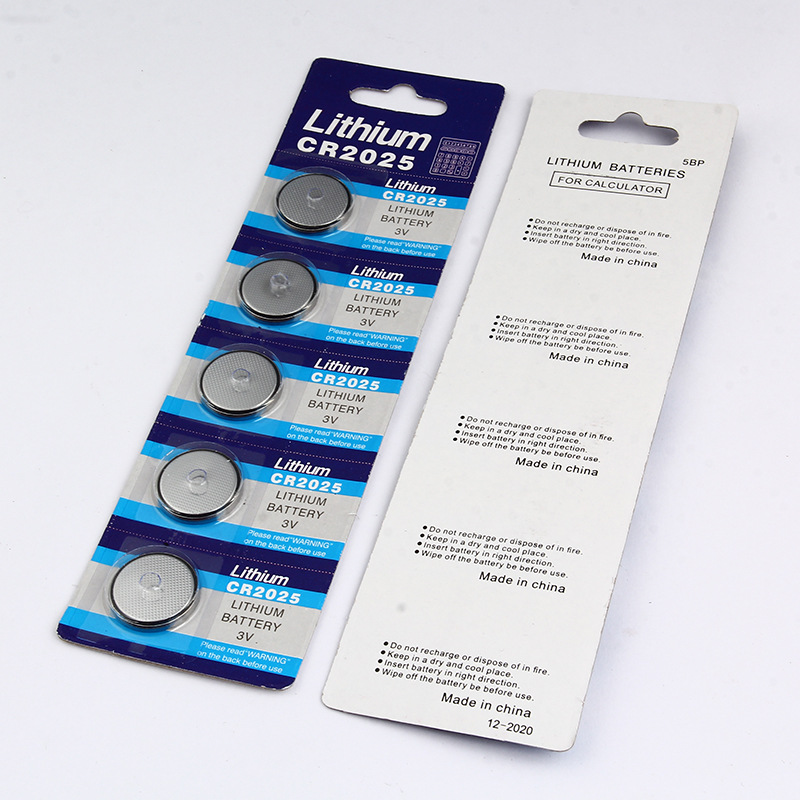 Lithium
CR2025
Lithium
CR2025
LITHIUM
BATTERY
3V
Please read"WARNING"
on the back before use
Lithium
CR2025
LITHIUM
BATTERY
3V
Please read"WARNING"
on the back before use
Lithium
CR2025
LITHIUM
BATTERY
3V
Please read"WARNING"
on the back before use
Lithium
CR2025
LITHIUM
BATTERY
3V
Please read"WARNING"
on the back before use
Lithium
CR2025
LITHIUM
BATTERY
3V
Please read"WARNING"
on the back before use
5BP
LITHIUM BATTERIES
FOR CALCULATOR
• Do not recharge or dispose of in fire.
• Keep in a dry and cool place.
• Insert battery in right direction.
• Wipe off the battery be before use.
Made in china
• Do not recharge or dispose of in fire.
• Keep in a dry and cool place.
• Insert battery in right direction.
• Wipe off the battery be before use.
Made in china
• Do not recharge or dispose of in fire.
• Keep in a dry and cool place.
• Insert battery in right direction.
• Wipe off the battery be before use.
Made in china
• Do not recharge or dispose of in fire.
• Keep in a dry and cool place.
• Insert battery in right direction.
• Wipe off the battery be before use.
Made in china
• Do not recharge or dispose of in fire.
• Keep in a dry and cool place.
• Insert battery in right direction.
• Wipe off the battery be before use.
Made in china
12-2020